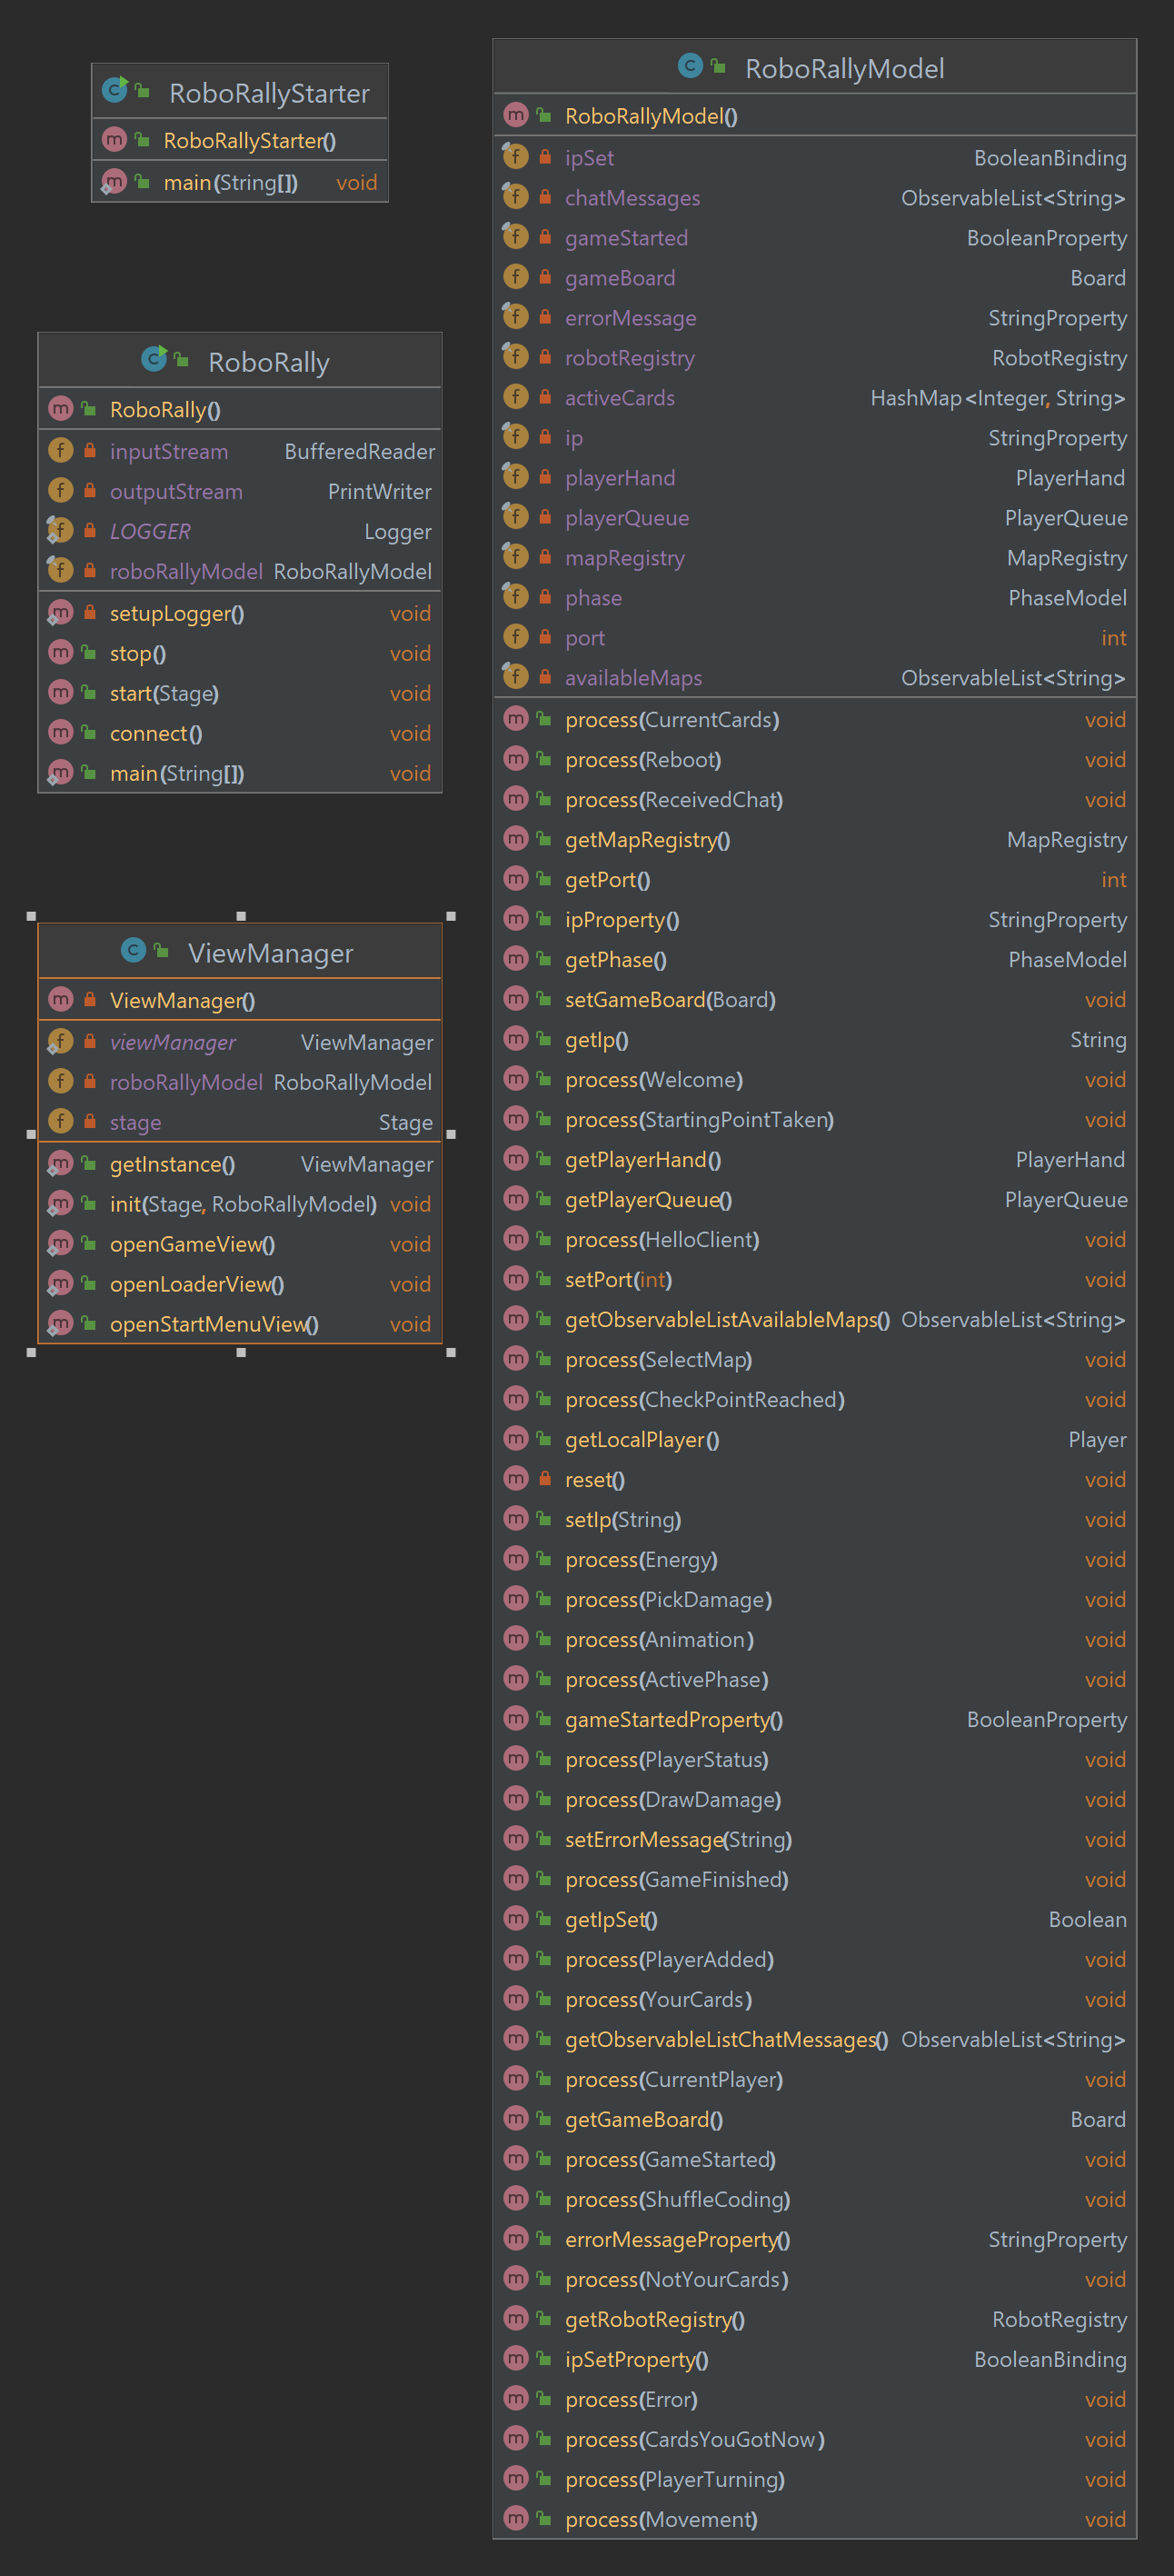 RoboRallyStarter
RoboRallyStarter()
main(String[]) void
RoboRally
RoboRally()
inputStream BufferedReader
outputStream PrintWriter
LOGGER Logger
roboRallyModel RoboRallyModel
setupLogger() void
stop() void
start(Stage) void
connect() void
main(String[]) void
ViewManager
ViewManager()
viewManager ViewManager
roboRallyModel RoboRallyModel
stage Stage
getInstance() ViewManager
init(Stage, RoboRallyModel) void
openGameView() void
openLoaderView() void
openStartMenuView() void
RoboRallyModel
RoboRallyModel()
ipSet BooleanBinding
chatMessages ObservableList<String>
gameStarted BooleanProperty
gameBoard Board
errorMessage StringProperty
robotRegistry RobotRegistry
activeCards HashMap<Integer, String>
ip StringProperty
playerHand PlayerHand
playerQueue PlayerQueue
mapRegistry MapRegistry
phase PhaseModel
port int
availableMaps ObservableList<String>
process(CurrentCards) void
process(Reboot) void
process(ReceivedChat) void
getMapRegistry() MapRegistry
getPort() int
ipProperty() StringProperty
getPhase() PhaseModel
setGameBoard(Board) void
getIp() String
process(Welcome) void
process(StartingPointTaken) void
getPlayerHand() PlayerHand
getPlayerQueue() PlayerQueue
process(HelloClient) void
setPort(int) void
getObservableListAvailableMaps() ObservableList<String>
process(SelectMap) void
process(CheckPointReached) void
getLocalPlayer() Player
reset() void
setIp(String) void
process(Energy) void
process(PickDamage) void
process(Animation) void
process(ActivePhase) void
gameStartedProperty() BooleanProperty
process(PlayerStatus) void
process(DrawDamage) void
setErrorMessage(String) void
process(GameFinished) void
getIpSet() Boolean
process(PlayerAdded) void
process(YourCards) void
getObservableListChatMessages() ObservableList<String>
process(CurrentPlayer) void
getGameBoard() Board
process(GameStarted) void
process(ShuffleCoding) void
errorMessageProperty() StringProperty
process(NotYourCards) void
getRobotRegistry() RobotRegistry
ipSetProperty() BooleanBinding
process(Error) void
process(CardsYouGotNow) void
process(PlayerTurning) void
process(Movement) void